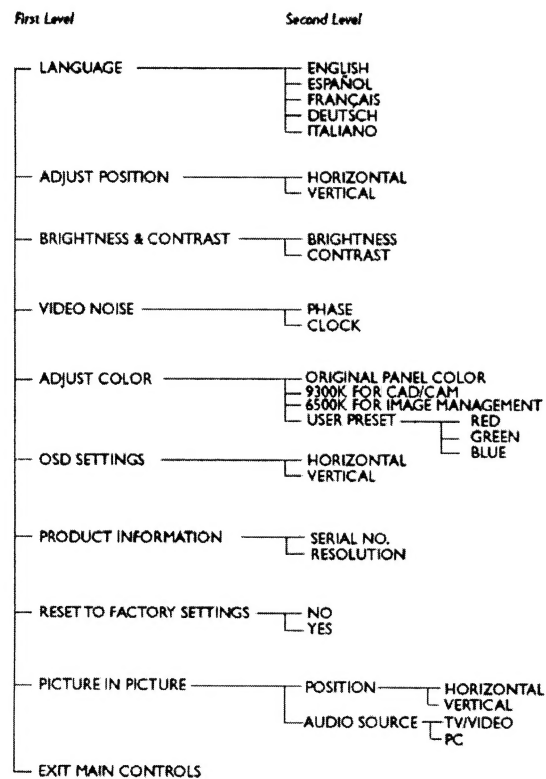 First Level Second Level
LANGUAGE ENGLISH
ESPAÑOL
FRANÇAIS
DEUTSCH
ITALIANO
ADJUST POSITION HORIZONTAL
VERTICAL
BRIGHTNESS & CONTRAST BRIGHTNESS
CONTRAST
VIDEO NOISE PHASE
CLOCK
ADJUST COLOR ORIGINAL PANEL COLOR
9300K FOR CAD/CAM
6500K FOR IMAGE MANAGEMENT
USER PRESET RED
GREEN
BLUE
OSD SETTINGS HORIZONTAL
VERTICAL
PRODUCT INFORMATION SERIAL NO.
RESOLUTION
RESET TO FACTORY SETTINGS NO
YES
PICTURE IN PICTURE POSITION HORIZONTAL
VERTICAL
AUDIO SOURCE TV/VIDEO
PC
EXIT MAIN CONTROLS